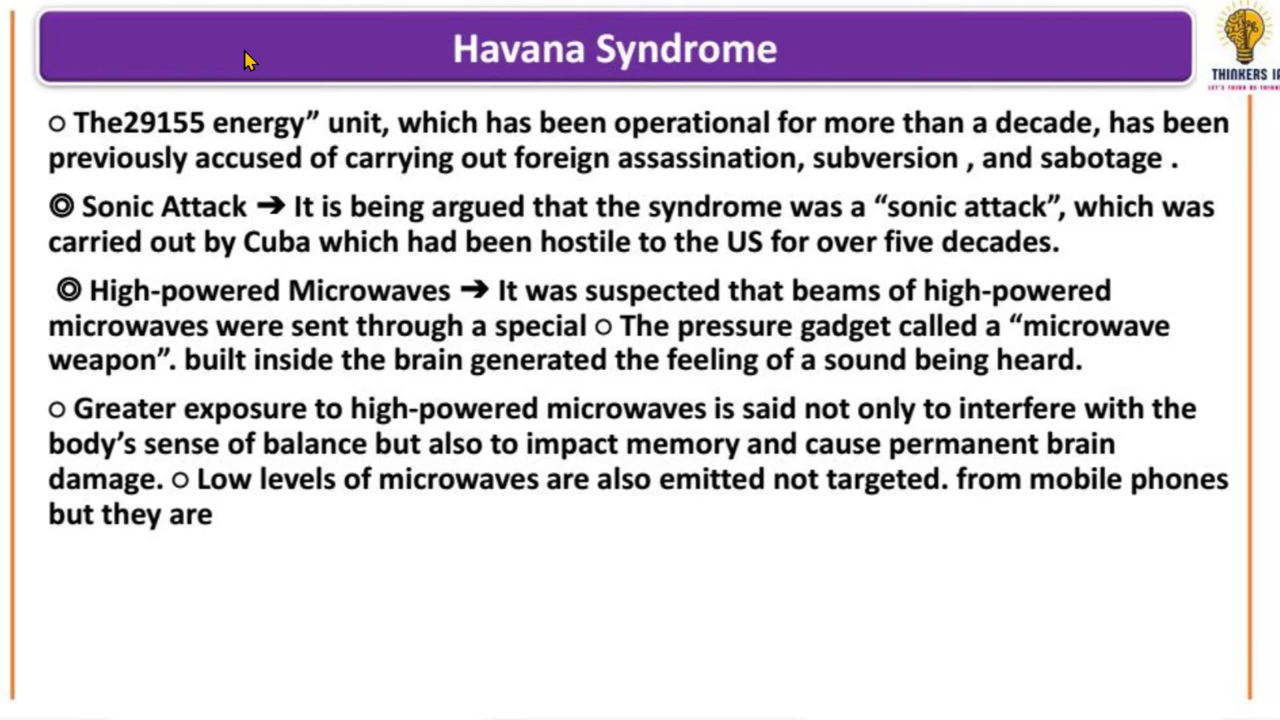 Havana Syndrome
THINKERS
○ The29155 energy” unit, which has been operational for more than a decade, has been
previously accused of carrying out foreign assassination, subversion , and sabotage .
◎ Sonic Attack ➔ It is being argued that the syndrome was a “sonic attack”, which was
carried out by Cuba which had been hostile to the US for over five decades.
◎ High-powered Microwaves ➔ It was suspected that beams of high-powered
microwaves were sent through a special ○ The pressure gadget called a “microwave
weapon”. built inside the brain generated the feeling of a sound being heard.
○ Greater exposure to high-powered microwaves is said not only to interfere with the
body’s sense of balance but also to impact memory and cause permanent brain
damage. ○ Low levels of microwaves are also emitted not targeted. from mobile phones
but they are